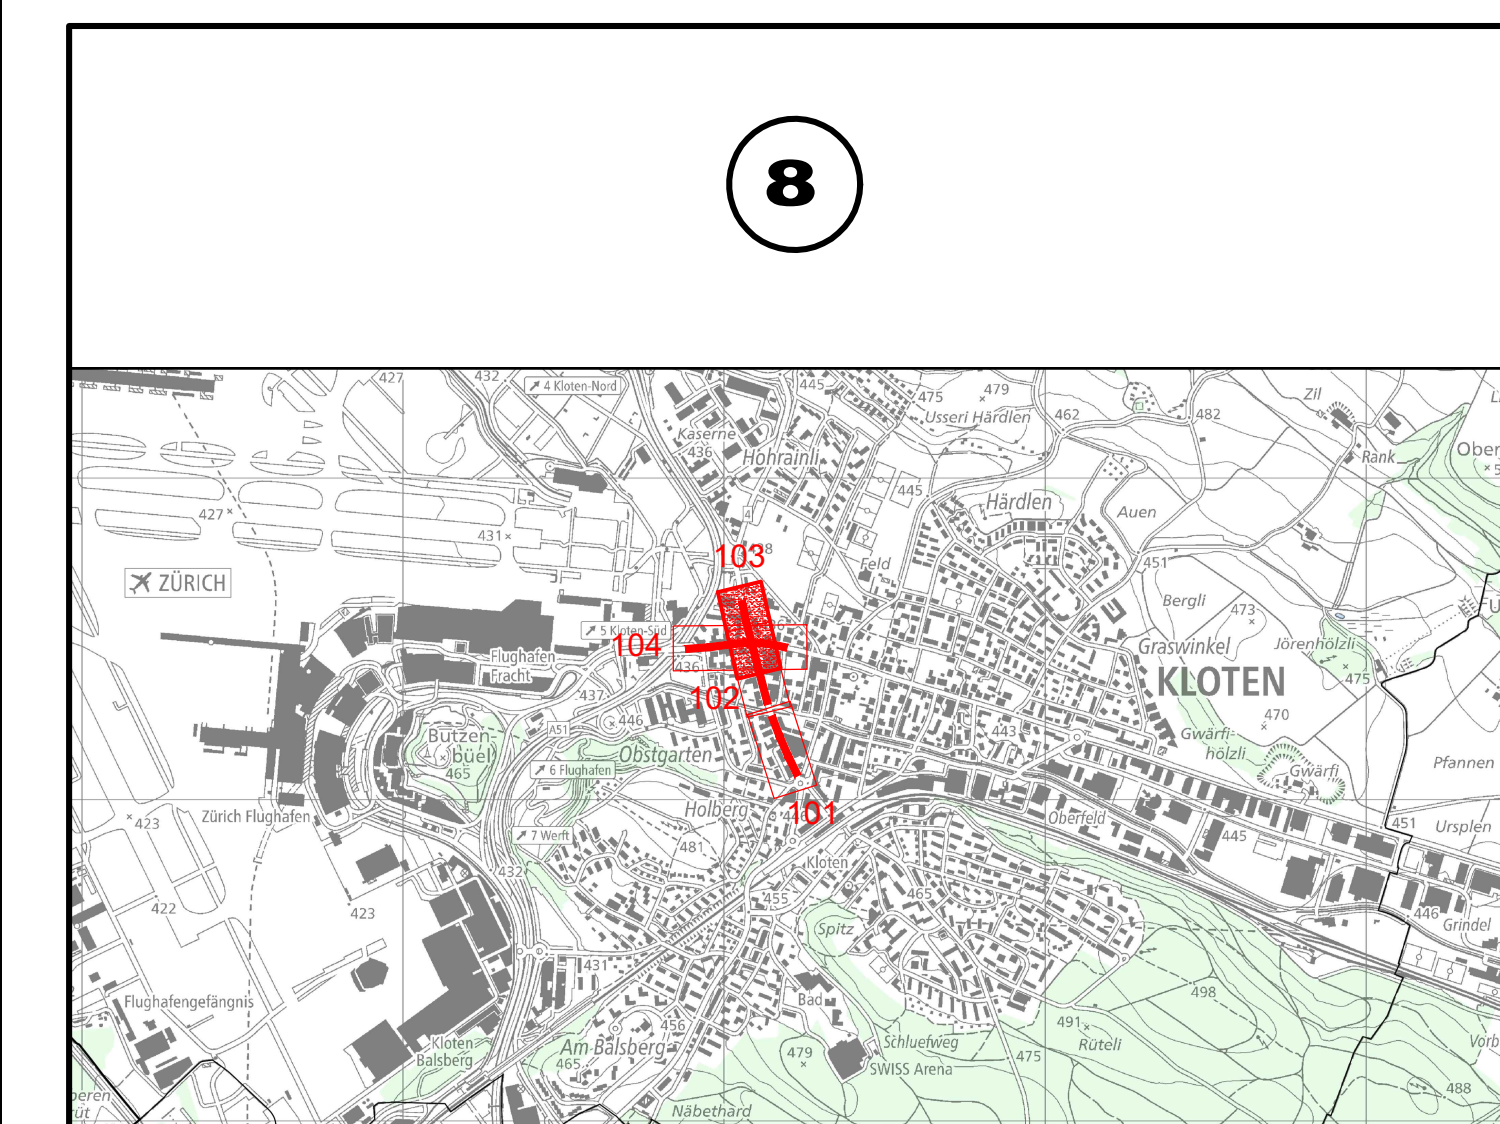 8
427
432
4 Kloten-Nord
445
475
479
Usseri Härdlen
462
482
Zil
Kaserne
436
Hohrainli
Rank
Ober
445
Härdlen
Auen
427
431
4
103
Feld
451
ZÜRICH
Bergli
473
5 Kloten-Süd
104
436
Flughafen
Fracht
Graswinkel
Jörenhölzli
475
KLOTEN
437
102
446
470
A51
Butzen-
büel
465
Obstgarten
443
Gwärfi-
hölzli
Gwärfi
Pfannen
6 Flughafen
Zürich Flughafen
423
Holberg
101
Oberfeld
445
451
Ursplen
7 Werft
481
Kloten
432
465
455
422
423
446
Grindel
Spitz
431
Flughafengefängnis
Bad
498
456
491
Rüteli
Kloten
Balsberg
Am Balsberg
465
479
Schluefweg
475
SWISS Arena
Vorb
488
Näbethard